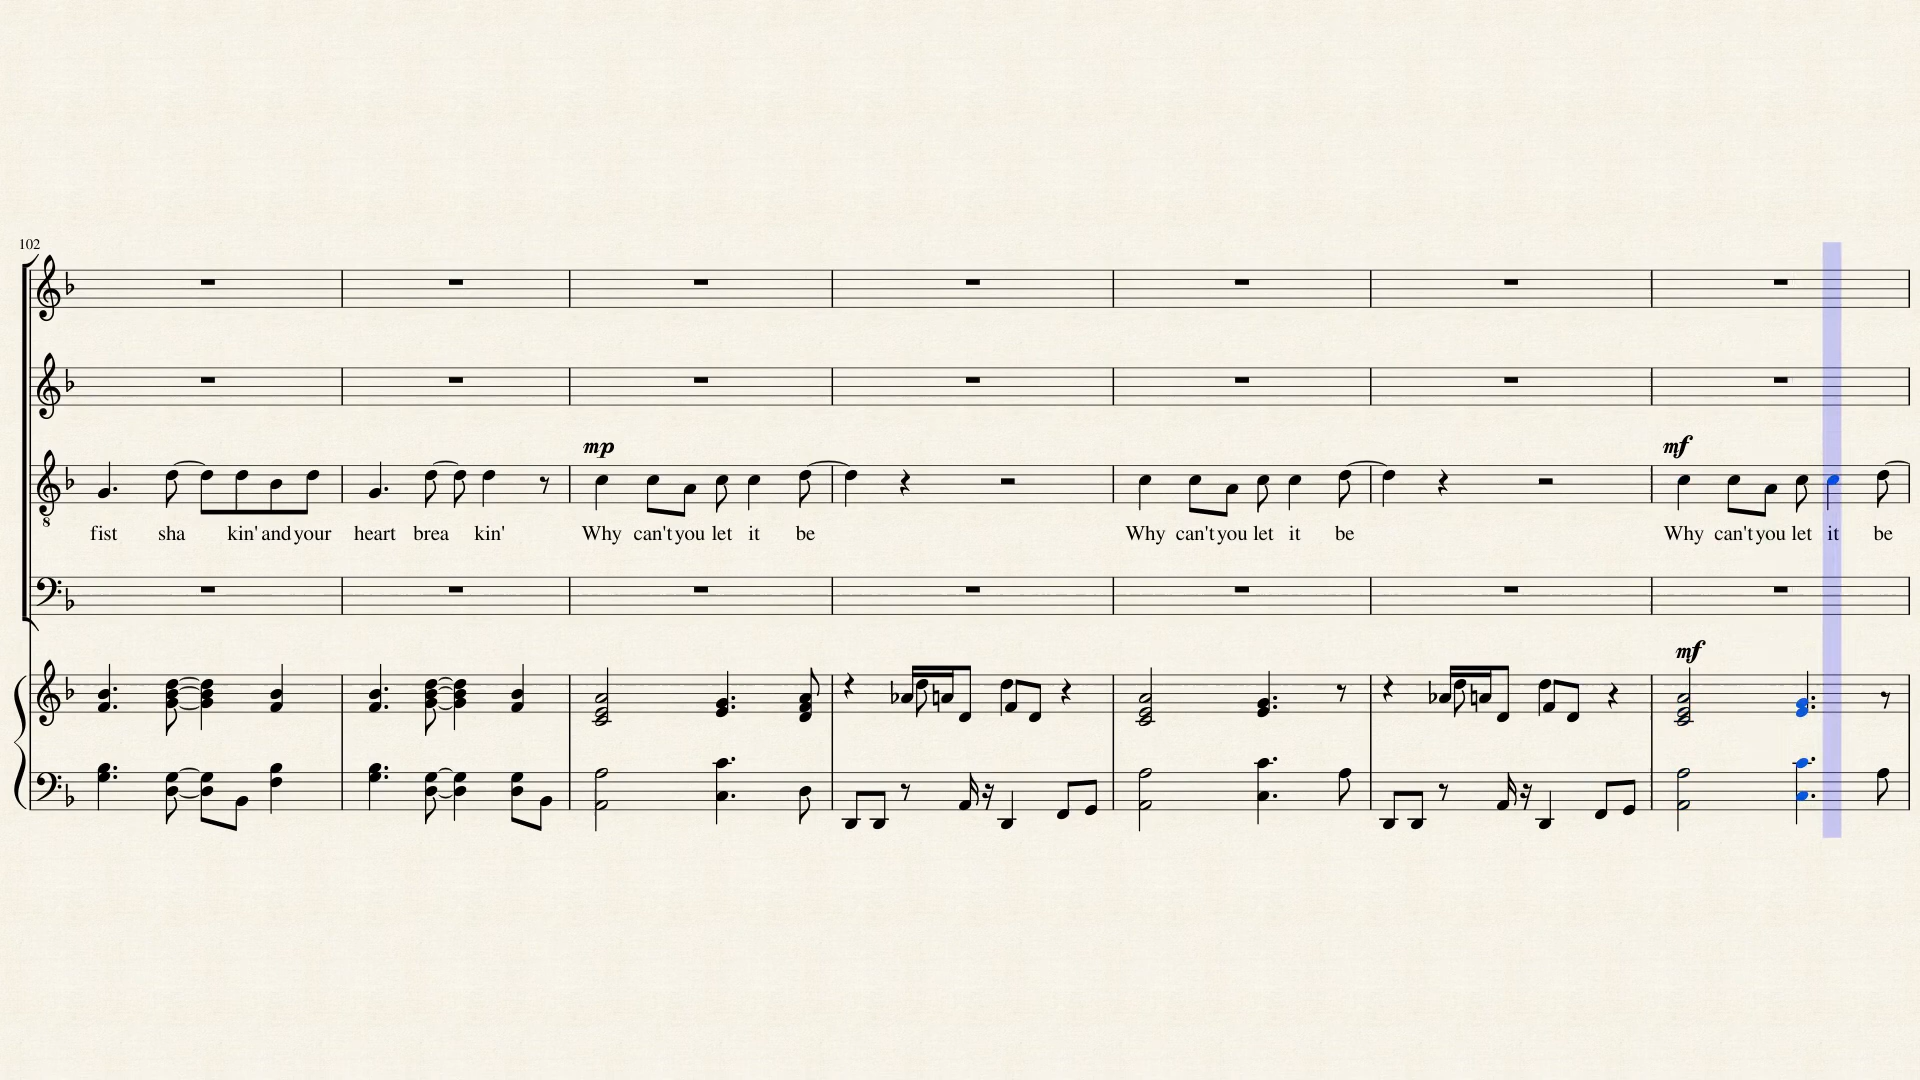 102
mp
mf
8
fist sha kin' and your heart brea kin' Why can't you let it be Why can't you let it be Why can't you let it be
mf